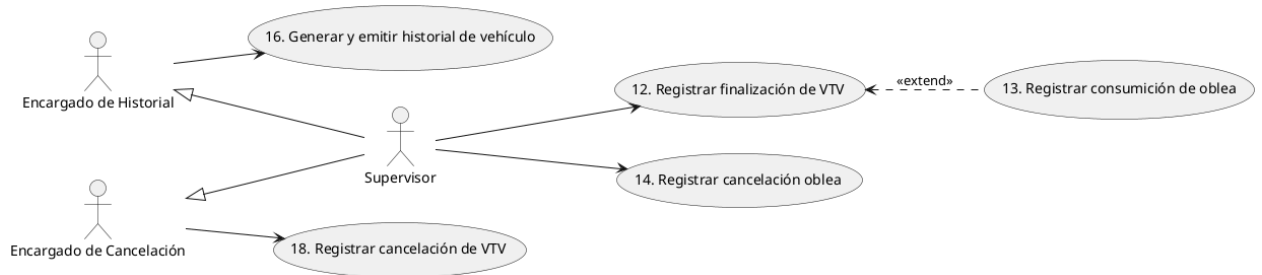 16. Generar y emitir historial de vehículo
Encargado de Historial
12. Registrar finalización de VTV
«extend»
13. Registrar consumición de oblea
Supervisor
14. Registrar cancelación oblea
Encargado de Cancelación
18. Registrar cancelación de VTV